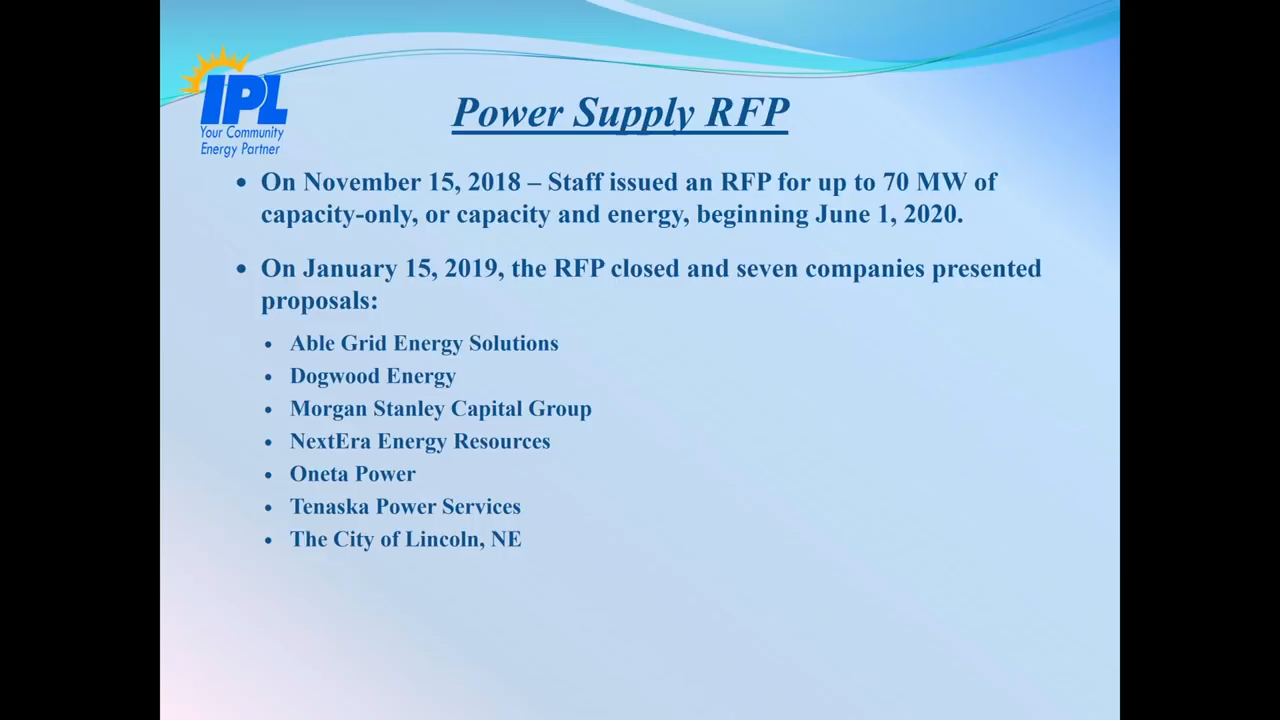 IPL
Your Community
Energy Partner
Power Supply RFP
• On November 15, 2018 – Staff issued an RFP for up to 70 MW of
capacity-only, or capacity and energy, beginning June 1, 2020.
• On January 15, 2019, the RFP closed and seven companies presented
proposals:
• Able Grid Energy Solutions
• Dogwood Energy
• Morgan Stanley Capital Group
• NextEra Energy Resources
• Oneta Power
• Tenaska Power Services
• The City of Lincoln, NE